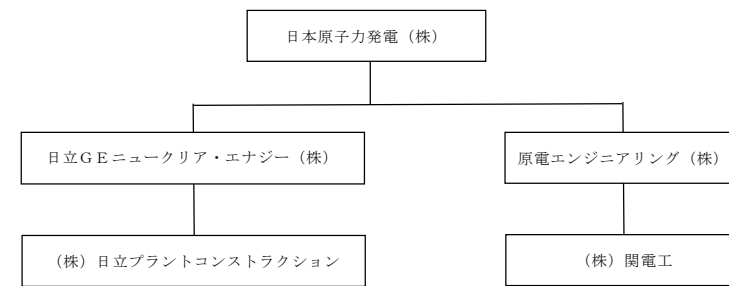 日本原子力発電（株）
日立ＧＥニュークリア・エナジー（株）
原電エンジニアリング（株）
（株）日立プラントコンストラクション
（株）関電工